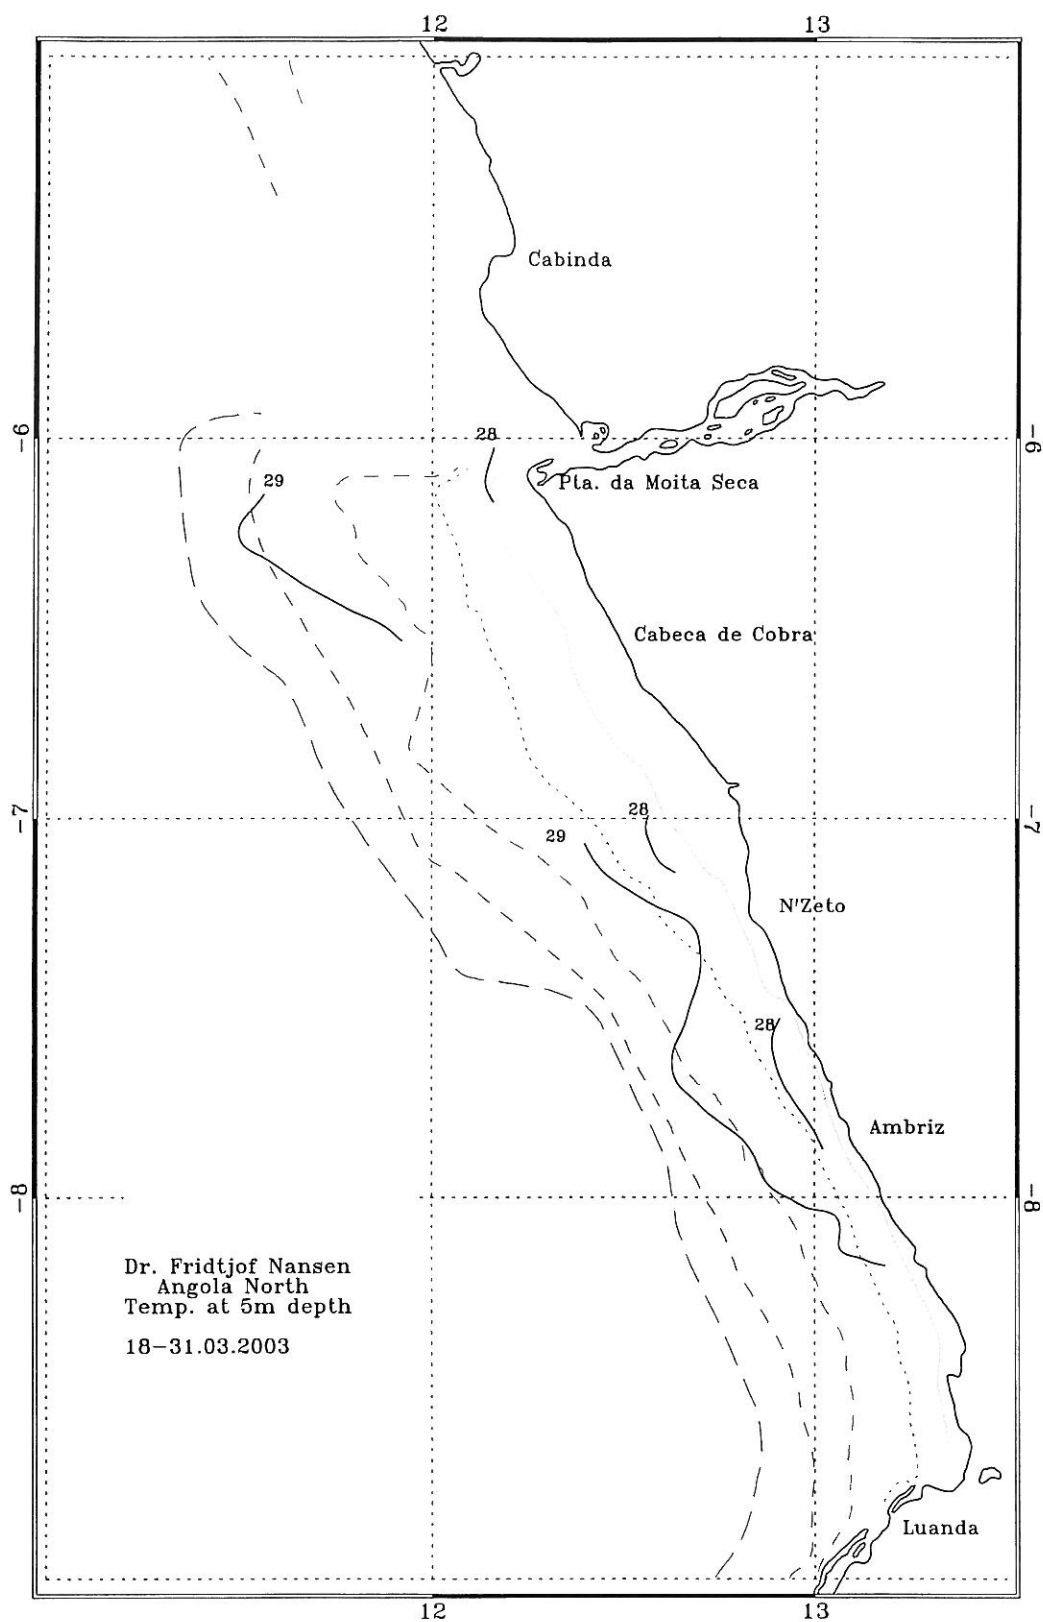 12 13
Cabinda
-6 28 -6
29 Pta. da Moita Seca
Cabeca de Cobra
-7 28 -7
29
N'Zeto
28
Ambriz
-8 -8
Dr. Fridtjof Nansen
Angola North
Temp. at 5m depth
18-31.03.2003
Luanda
12 13